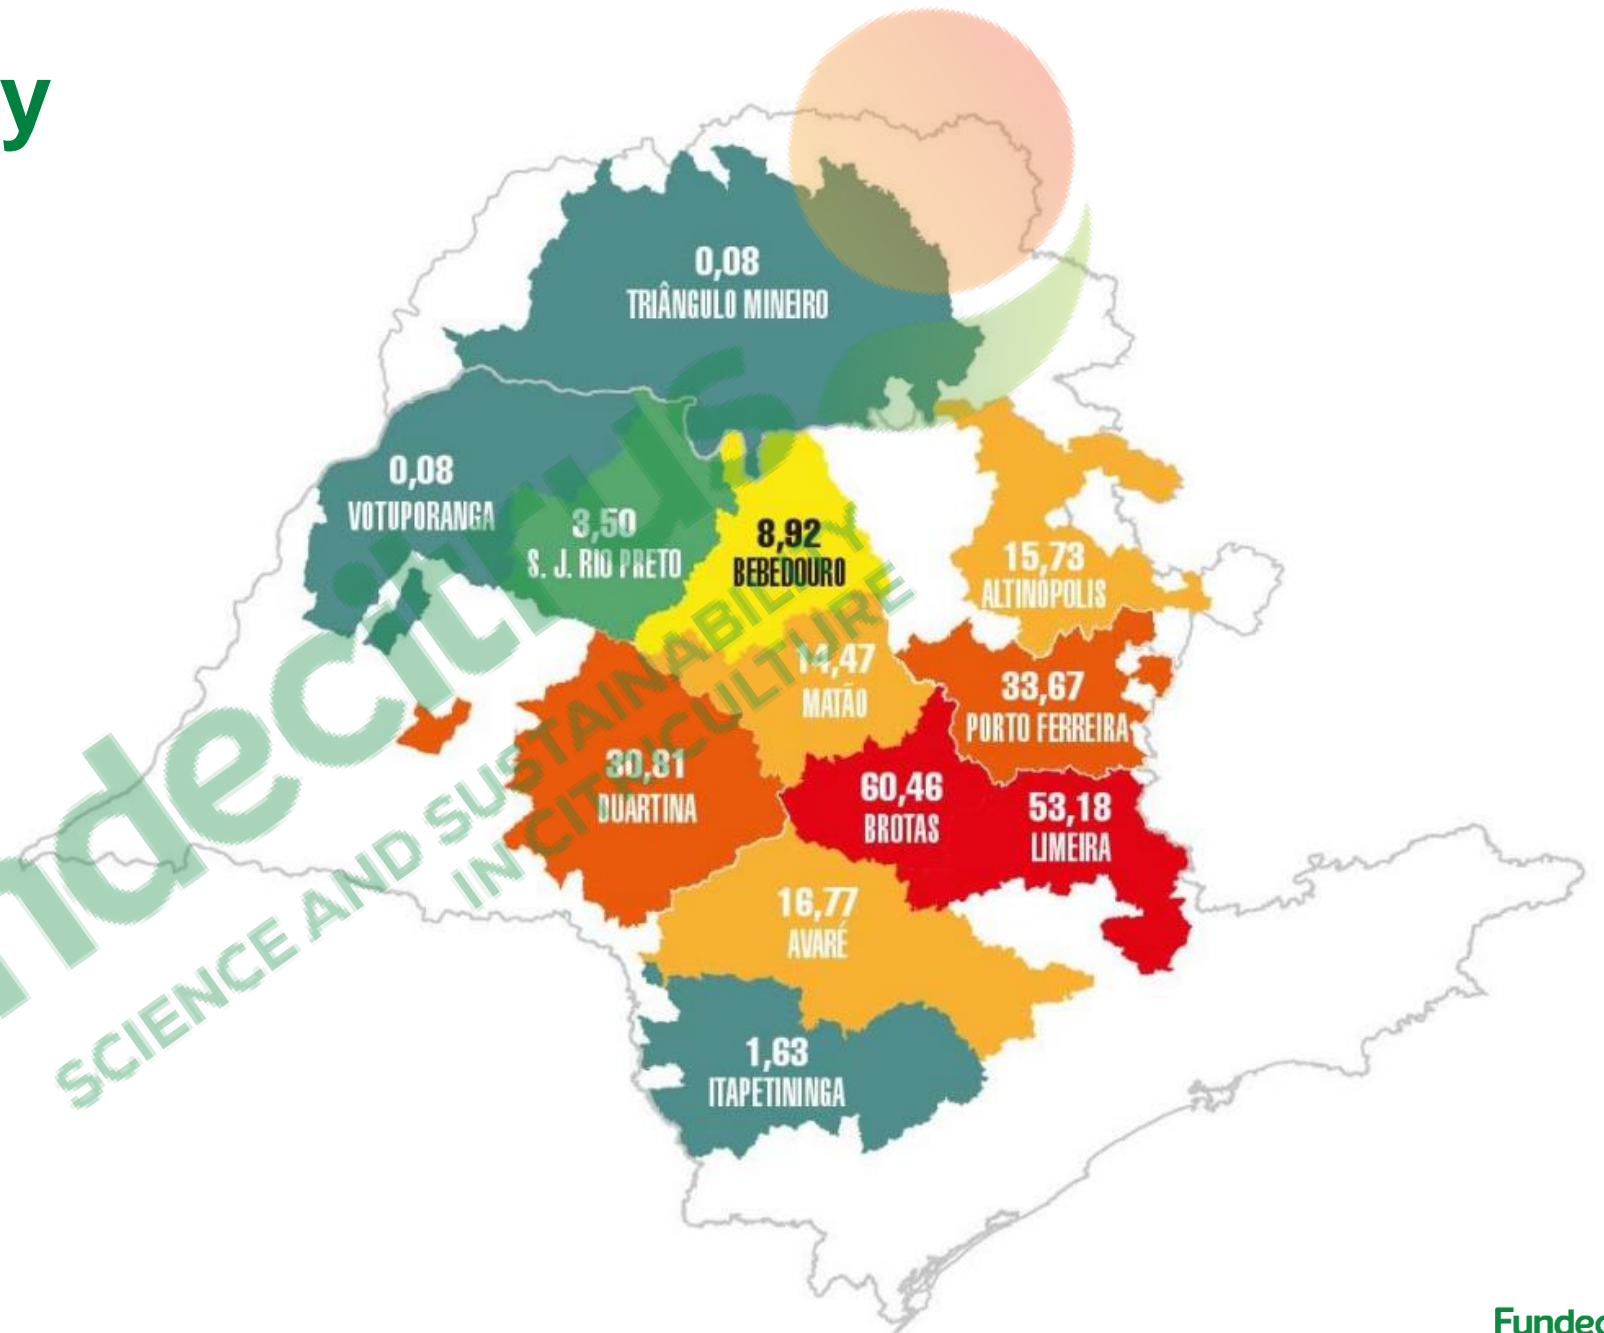 y
0,08
TRIÂNGULO MINEIRO
0,08
VOTUPORANGA
3,50
S. J. RIO PRETO
8,92
BEBEDOURO
15,73
ALTINÓPOLIS
14,47
MATÃO
33,67
PORTO FERREIRA
30,81
DUARTINA
60,46
BROTAS
53,18
LIMEIRA
16,77
AVARÉ
1,63
ITAPETININGA
ndecitrus
SCIENCE AND SUSTAINABILITY
IN CITRICULTURE
Fundec